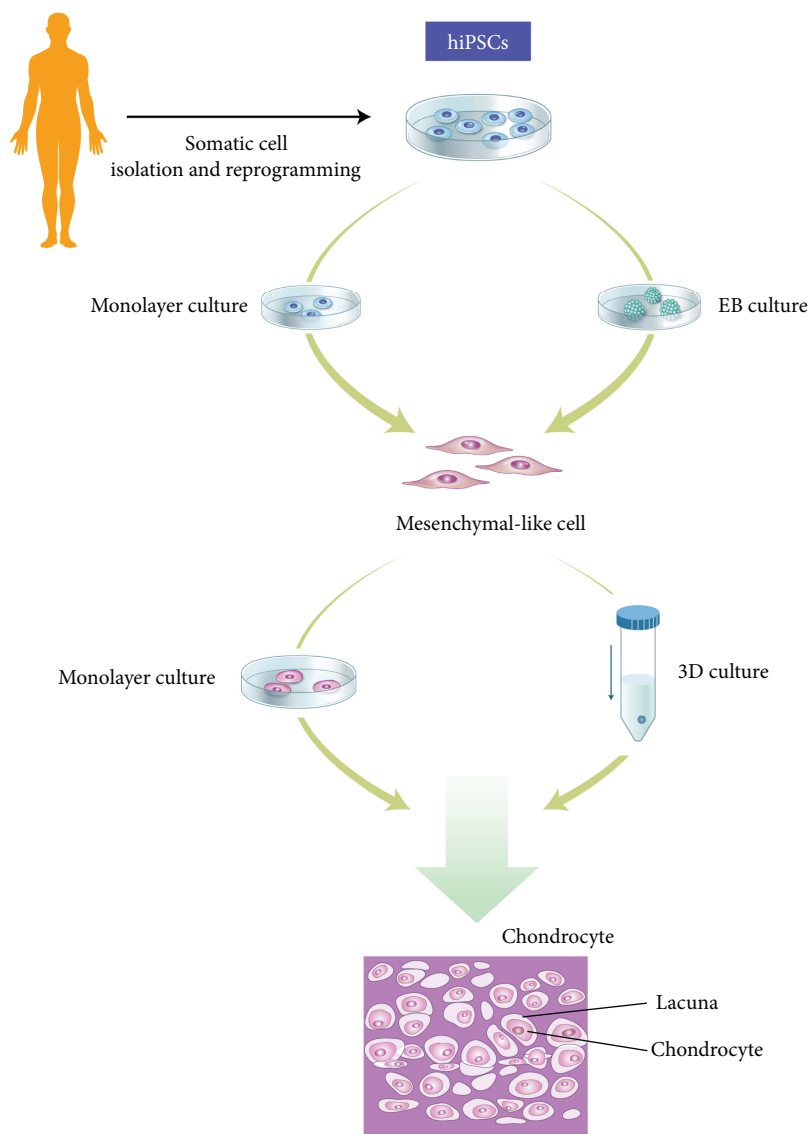 hiPSCs
Somatic cell
isolation and reprogramming
Monolayer culture
EB culture
Mesenchymal-like cell
Monolayer culture
3D culture
Chondrocyte
Lacuna
Chondrocyte